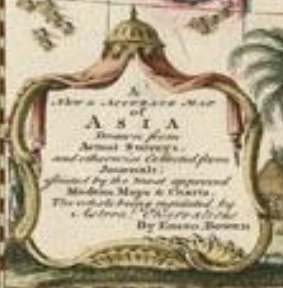 A
New & Accurate Map
of
ASIA
Drawn from
Actual Surveys,
and otherwise Collected from
Journals;
assisted by the most approved
Modern Maps & Charts.
The whole being regulated by
Astron.l Observations
By Eman. Bowen